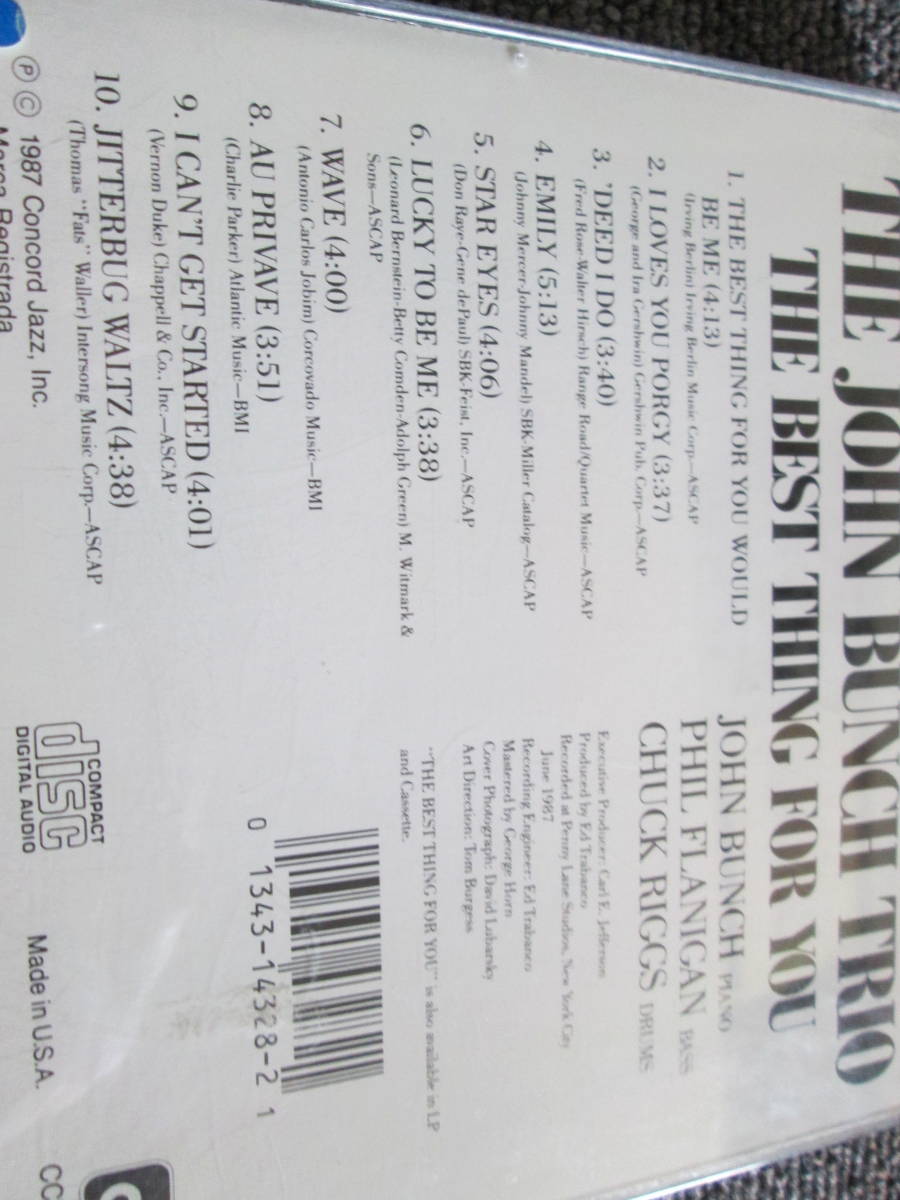 THE JOHN BUNCH TRIO
THE BEST THING FOR YOU
1. THE BEST THING FOR YOU WOULD
BE ME (4:13)
(Irving Berlin) Irving Berlin Music Corp.—ASCAP
2. I LOVES YOU PORGY (3:37)
(George and Ira Gershwin) Gershwin Pub. Corp.—ASCAP
3. 'DEED I DO (3:40)
(Fred Rose-Walter Hirsch) Range Road/Quartet Music—ASCAP
4. EMILY (5:13)
(Johnny Mercer-Johnny Mandel) SBK-Miller Catalog—ASCAP
5. STAR EYES (4:06)
(Don Raye-Gene dePaul) SBK-Feist, Inc.—ASCAP
6. LUCKY TO BE ME (3:38)
(Leonard Bernstein-Betty Comden-Adolph Green) M. Witmark &
Sons—ASCAP
7. WAVE (4:00)
(Antonio Carlos Jobim) Corcovado Music—BMI
8. AU PRIVAVE (3:51)
(Charlie Parker) Atlantic Music—BMI
9. I CAN'T GET STARTED (4:01)
(Vernon Duke) Chappell & Co., Inc.—ASCAP
10. JITTERBUG WALTZ (4:38)
(Thomas "Fats" Waller) Intersong Music Corp.—ASCAP
JOHN BUNCH PIANO
PHIL FLANIGAN BASS
CHUCK RIGGS DRUMS
Executive Producer: Carl E. Jefferson
Produced by Ed Trabanco
Recorded at Penny Lane Studios, New York City
June 1987
Recording Engineer: Ed Trabanco
Mastered by George Horn
Cover Photograph: David Lubarsky
Art Direction: Tom Burgess
"THE BEST THING FOR YOU" is also available in LP
and Cassette.
0 1343-14328-2 1
COMPACT
disc
DIGITAL AUDIO
℗ © 1987 Concord Jazz, Inc.
Made in U.S.A.
CC
Marca Registrada